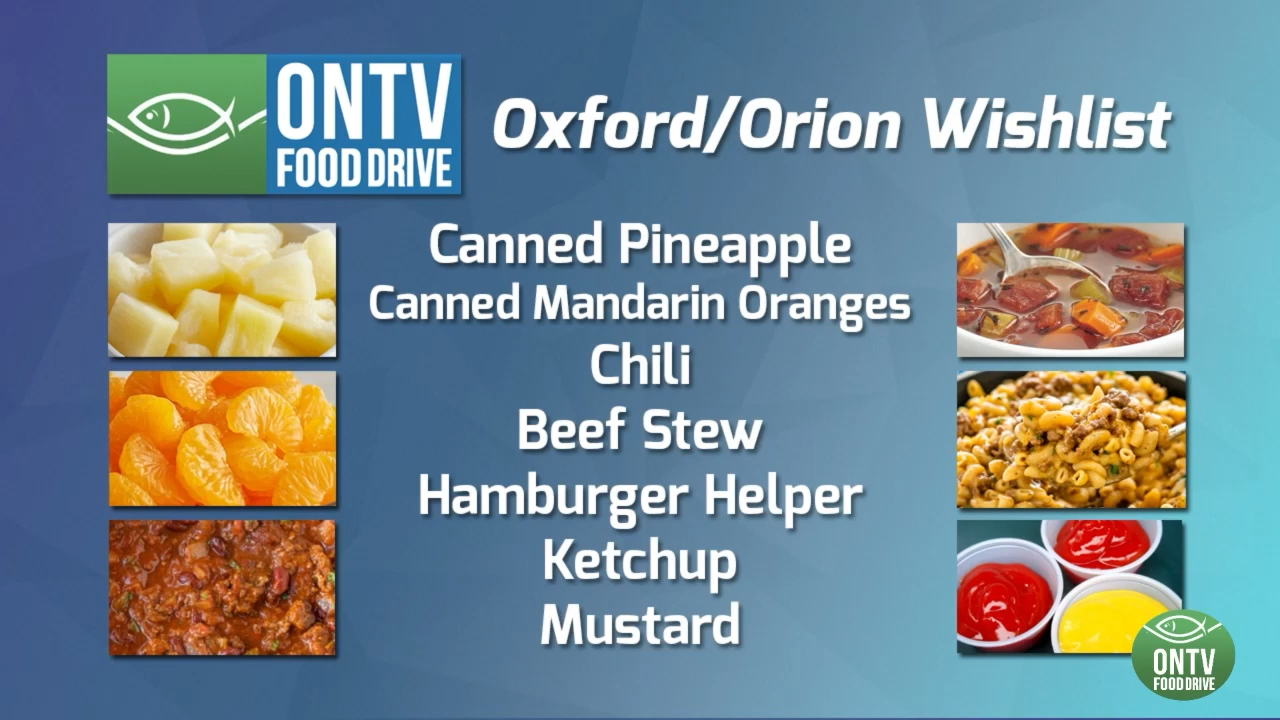 ONTV
FOOD DRIVE
Oxford/Orion Wishlist
Canned Pineapple
Canned Mandarin Oranges
Chili
Beef Stew
Hamburger Helper
Ketchup
Mustard
ONTV
FOOD DRIVE